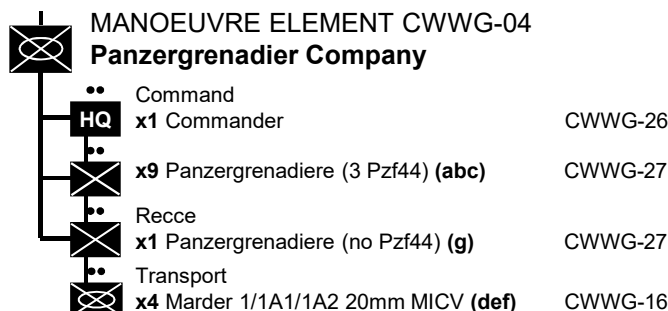 MANOEUVRE ELEMENT CWWG-04
Panzergrenadier Company
Command
HQ x1 Commander CWWG-26
x9 Panzergrenadiere (3 Pzf44) (abc) CWWG-27
Recce
x1 Panzergrenadiere (no Pzf44) (g) CWWG-27
Transport
x4 Marder 1/1A1/1A2 20mm MICV (def) CWWG-16